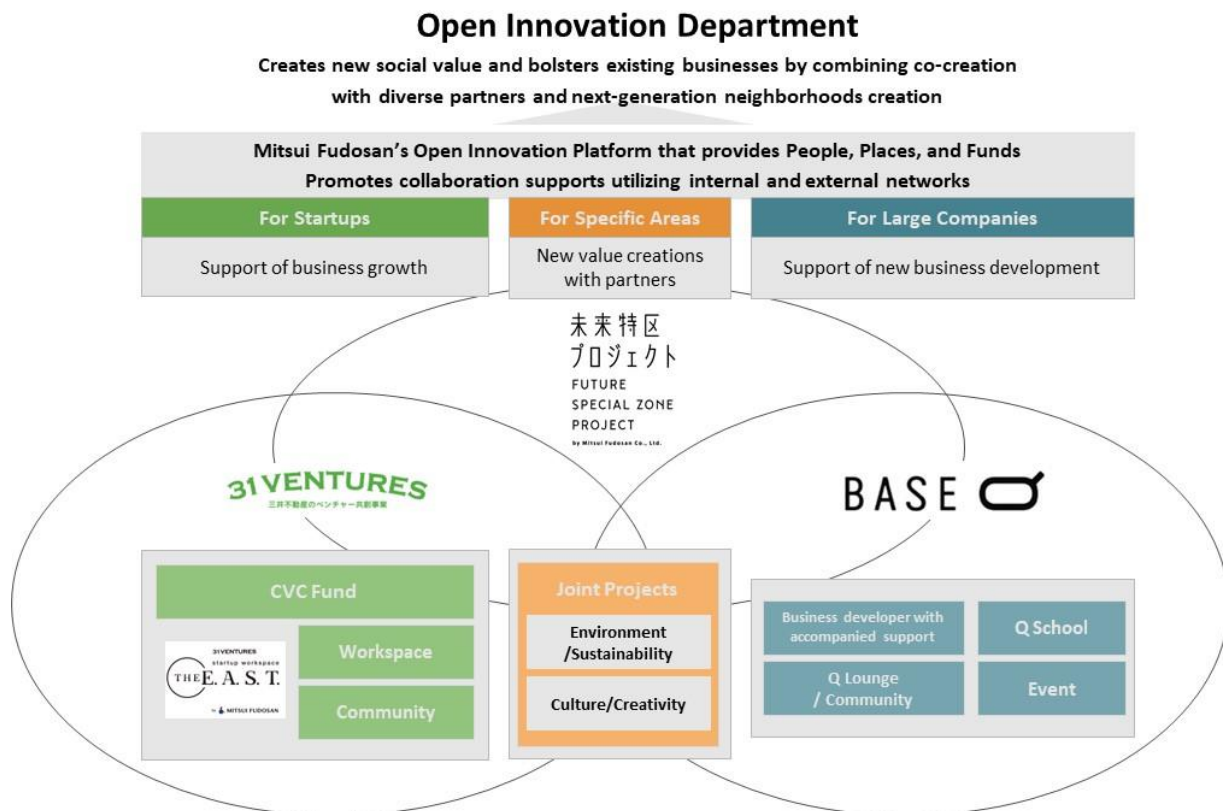 Open Innovation Department
Creates new social value and bolsters existing businesses by combining co-creation
with diverse partners and next-generation neighborhoods creation
Mitsui Fudosan's Open Innovation Platform that provides People, Places, and Funds
Promotes collaboration supports utilizing internal and external networks
For Startups
Support of business growth
For Specific Areas
New value creations
with partners
For Large Companies
Support of new business development
未来特区
プロジェクト
FUTURE
SPECIAL ZONE
PROJECT
by Mitsui Fudosan Co., Ltd.
31VENTURES
三井不動産のベンチャー共創事業
BASE Q
CVC Fund
31VENTURES
startup workspace
THE E.A.S.T.
by MITSUI FUDOSAN
Workspace
Community
Joint Projects
Environment
/Sustainability
Culture/Creativity
Business developer with
accompanied support
Q School
Q Lounge
/ Community
Event